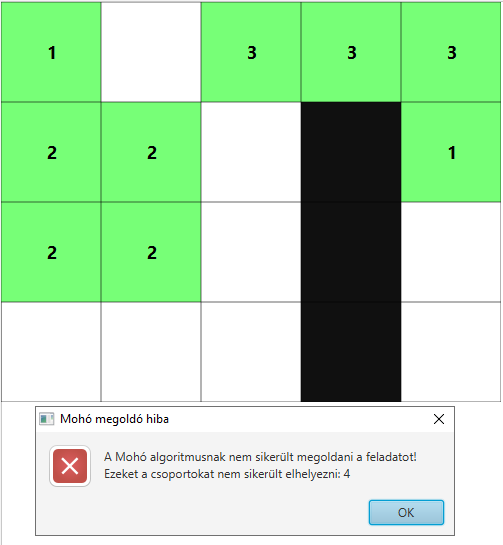 1 3 3 3
2 2 1
2 2
Mohó megoldó hiba
A Mohó algoritmusnak nem sikerült megoldani a feladatot!
Ezeket a csoportokat nem sikerült elhelyezni: 4
OK